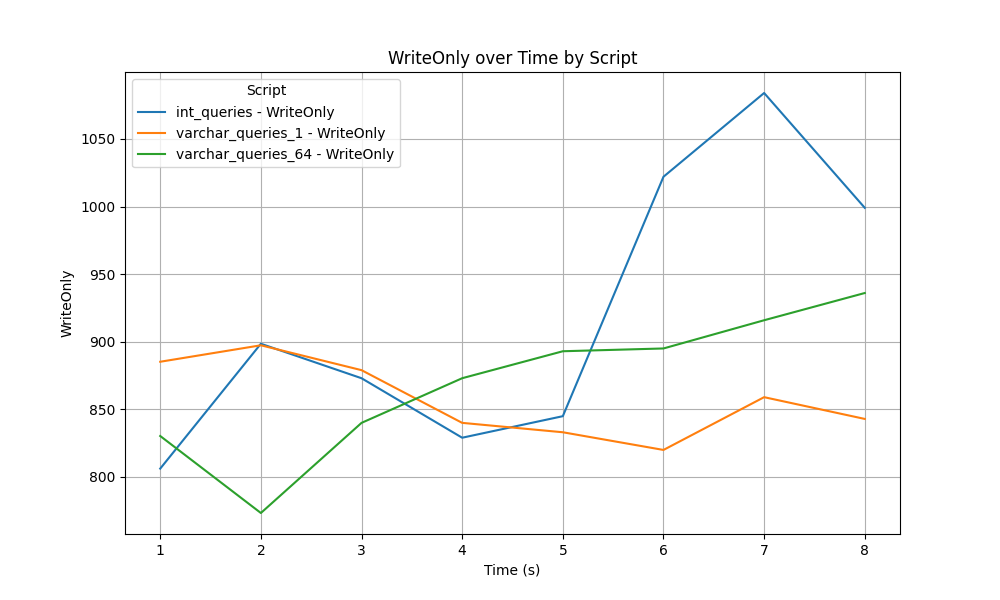 WriteOnly over Time by Script
Script
int_queries - WriteOnly
varchar_queries_1 - WriteOnly
varchar_queries_64 - WriteOnly
WriteOnly
1050
1000
950
900
850
800
1 2 3 4 5 6 7 8
Time (s)